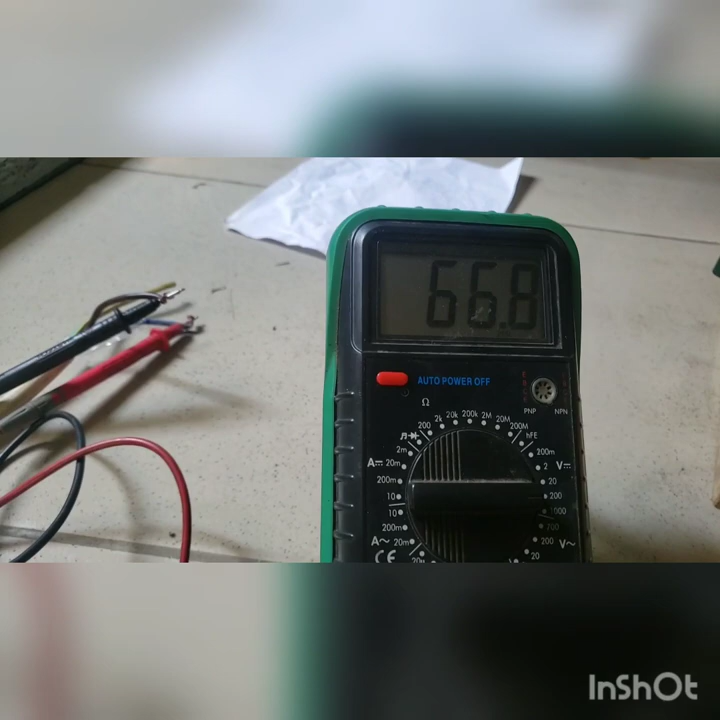 66.8
AUTO POWER OFF
PNP NPN
Ω
200 2k 20k 200k 2M 20M 200M
hFE
2m
A⎓ 20m
200m
10
10
200m
A~ 20m
CE
200m
2 V⎓
20
200
1000
700
200 V~
20
InShOt